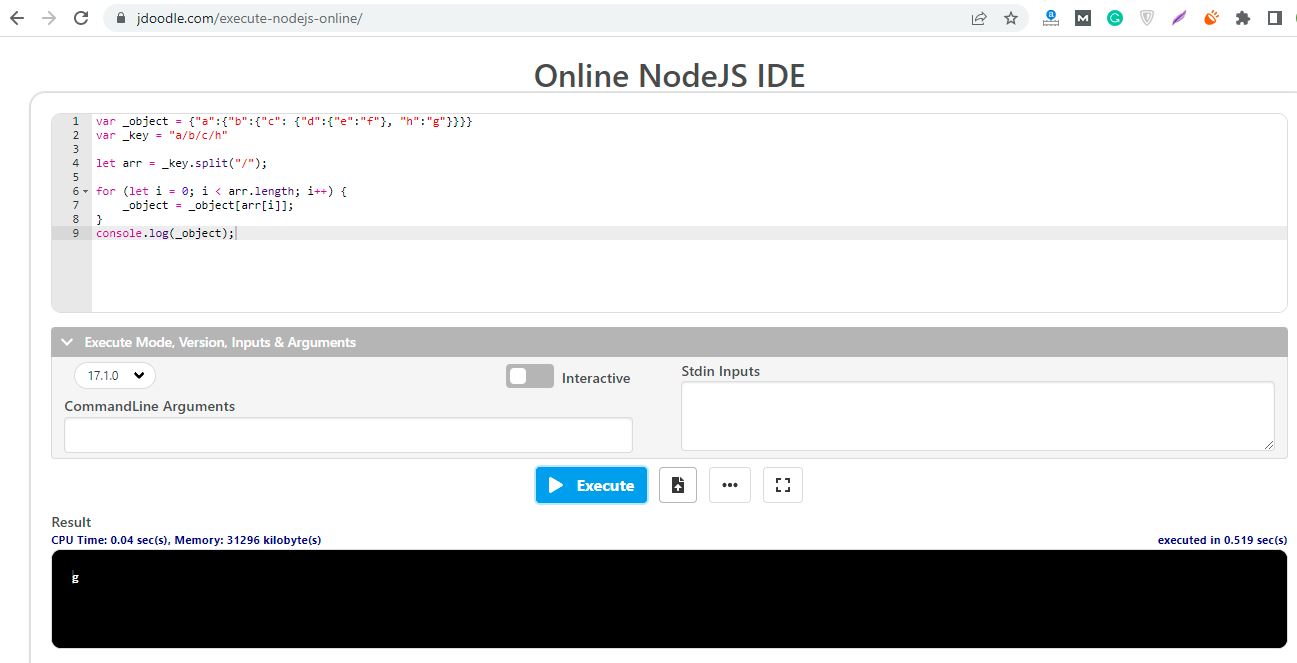 jdoodle.com/execute-nodejs-online/
Online NodeJS IDE
1 var _object = {"a":{"b":{"c": {"d":{"e":"f"}, "h":"g"}}}}
2 var _key = "a/b/c/h"
3
4 let arr = _key.split("/");
5
6 for (let i = 0; i < arr.length; i++) {
7     _object = _object[arr[i]];
8 }
9 console.log(_object);
Execute Mode, Version, Inputs & Arguments
17.1.0
Interactive
Stdin Inputs
CommandLine Arguments
Execute
Result
CPU Time: 0.04 sec(s), Memory: 31296 kilobyte(s)
executed in 0.519 sec(s)
g